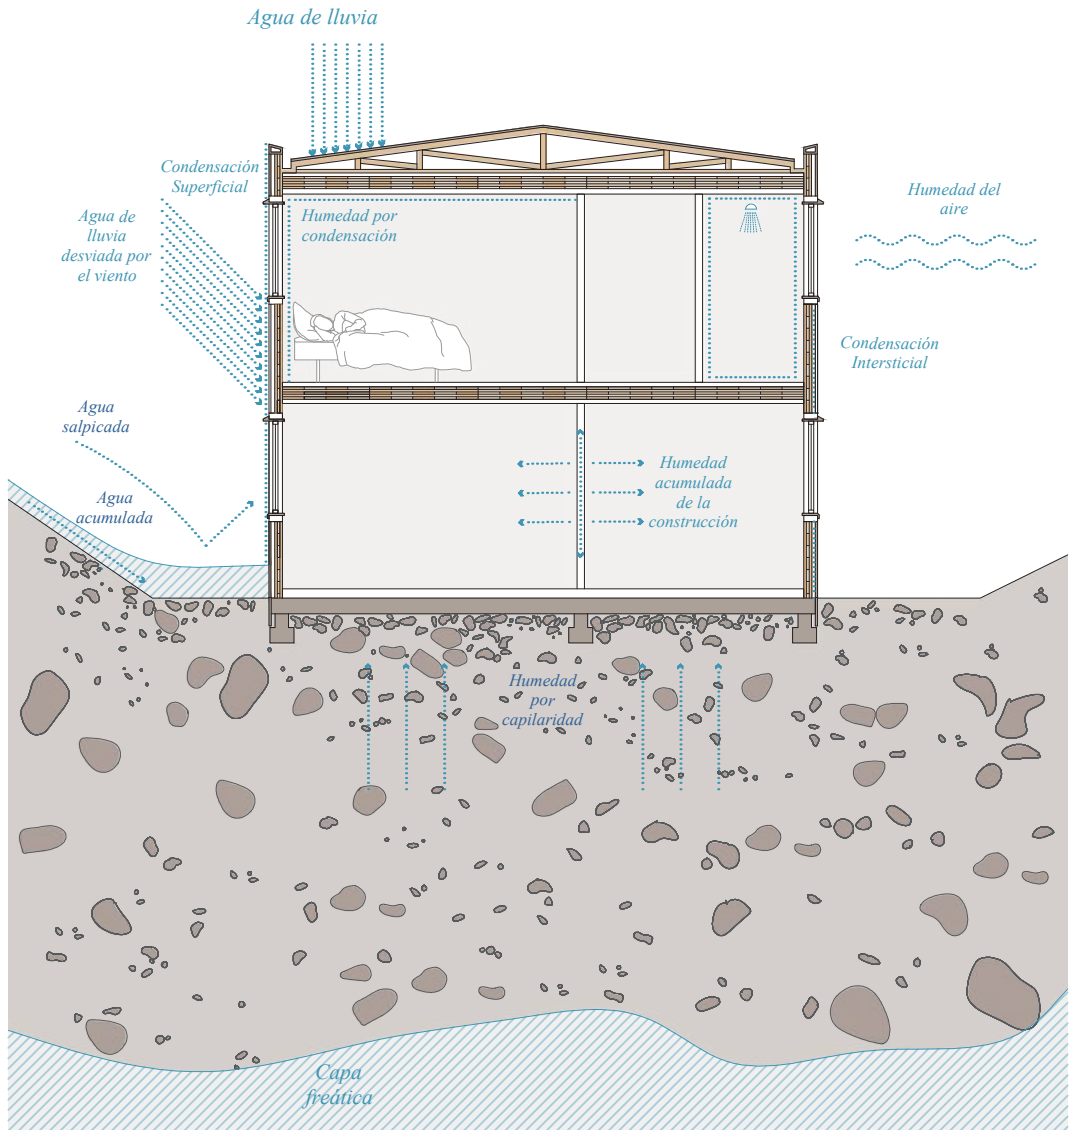 Agua de lluvia
Condensación
Superficial
Agua de
lluvia
desviada por
el viento
Humedad por
condensación
Humedad del
aire
Condensación
Intersticial
Agua
salpicada
Agua
acumulada
Humedad
acumulada
de la
construcción
Humedad
por
capilaridad
Capa
freática